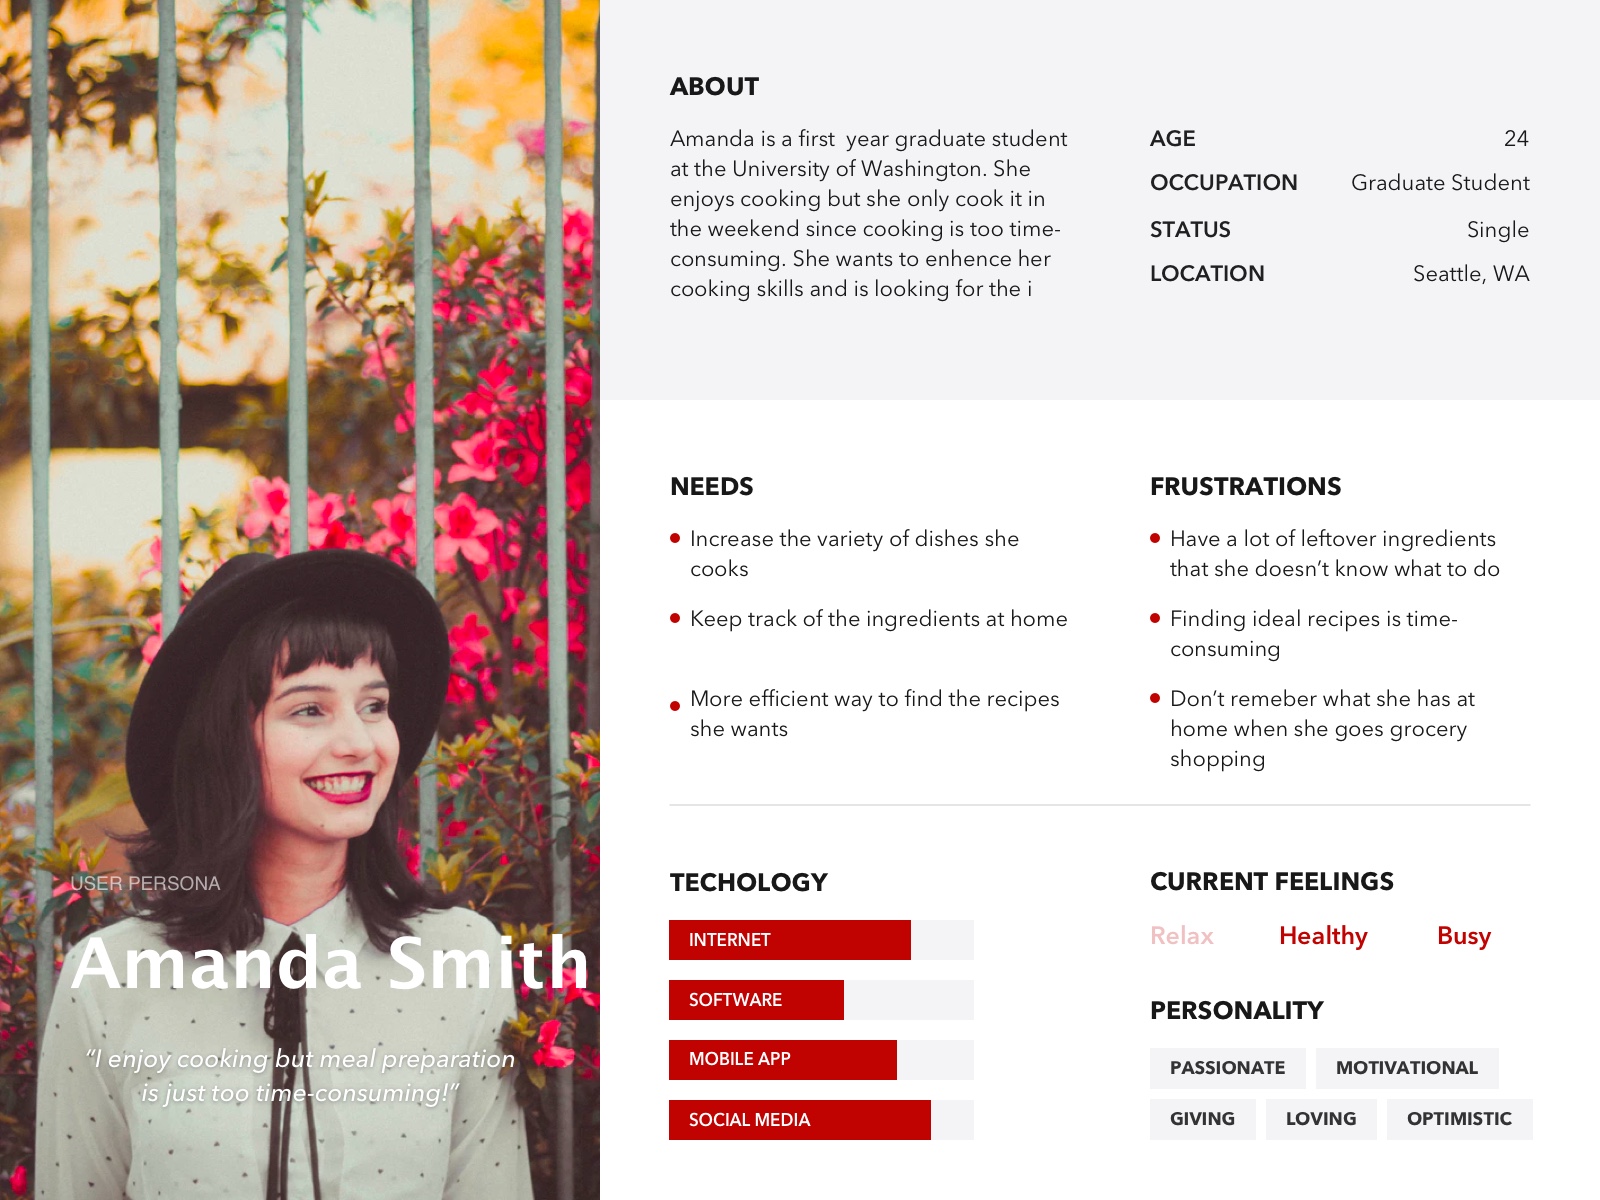 USER PERSONA
Amanda Smith
“I enjoy cooking but meal preparation
is just too time-consuming!”
ABOUT
Amanda is a first  year graduate student
at the University of Washington. She
enjoys cooking but she only cook it in
the weekend since cooking is too time-
consuming. She wants to enhence her
cooking skills and is looking for the i
AGE 24
OCCUPATION Graduate Student
STATUS Single
LOCATION Seattle, WA
NEEDS
Increase the variety of dishes she
cooks
Keep track of the ingredients at home
More efficient way to find the recipes
she wants
FRUSTRATIONS
Have a lot of leftover ingredients
that she doesn’t know what to do
Finding ideal recipes is time-
consuming
Don’t remeber what she has at
home when she goes grocery
shopping
TECHOLOGY
INTERNET
SOFTWARE
MOBILE APP
SOCIAL MEDIA
CURRENT FEELINGS
Relax Healthy Busy
PERSONALITY
PASSIONATE MOTIVATIONAL
GIVING LOVING OPTIMISTIC